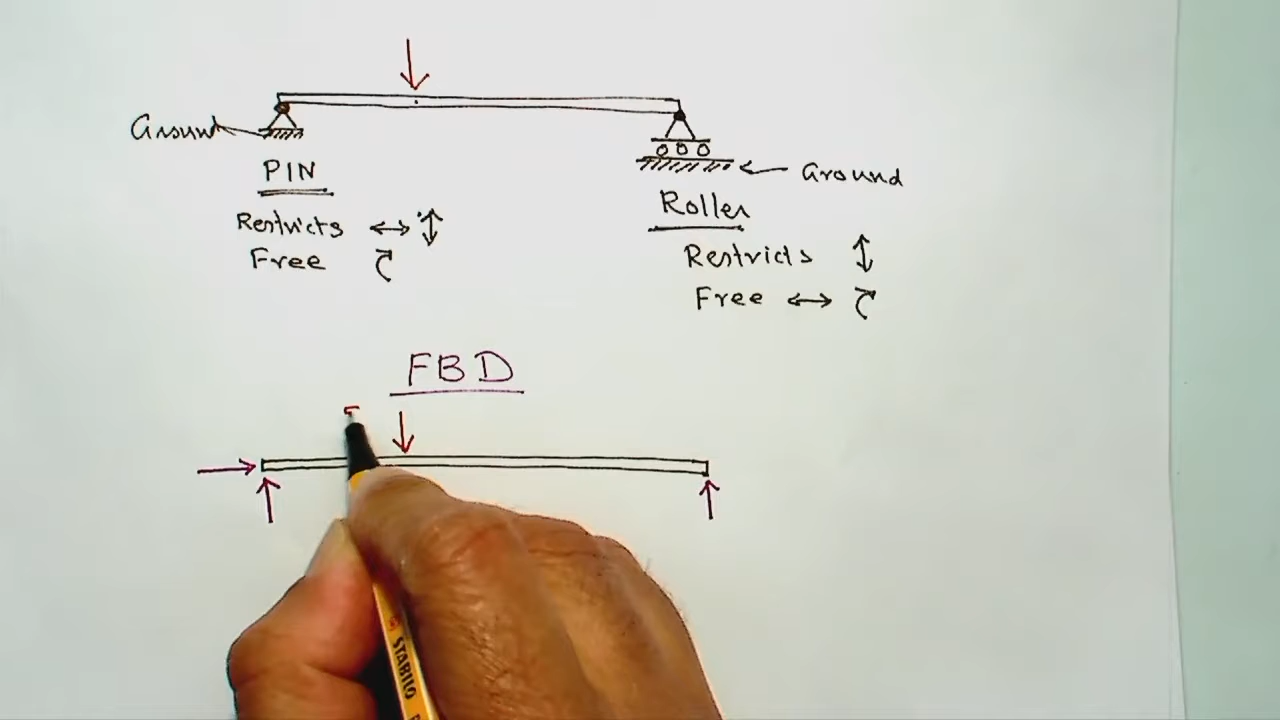 Ground
PIN
Restricts ↔ ↕
Free
Ground
Roller
Restricts ↕
Free ↔
FBD
STABILO